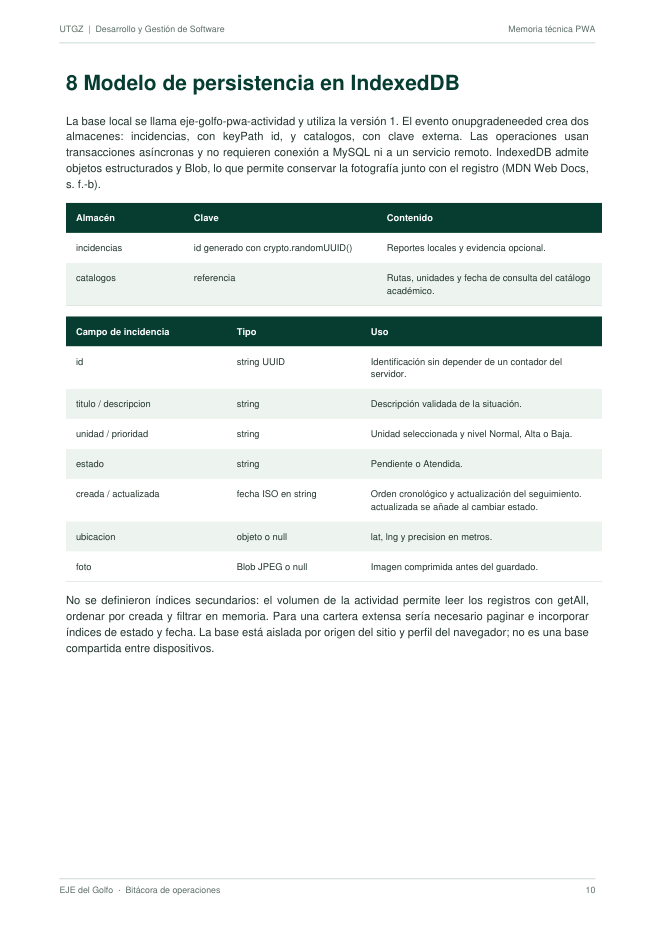 UTGZ | Desarrollo y Gestión de Software Memoria técnica PWA
8 Modelo de persistencia en IndexedDB
La base local se llama eje-golfo-pwa-actividad y utiliza la versión 1. El evento onupgradeneeded crea dos
almacenes: incidencias, con keyPath id, y catalogos, con clave externa. Las operaciones usan
transacciones asíncronas y no requieren conexión a MySQL ni a un servicio remoto. IndexedDB admite
objetos estructurados y Blob, lo que permite conservar la fotografía junto con el registro (MDN Web Docs,
s. f.-b).
Almacén Clave Contenido
incidencias id generado con crypto.randomUUID() Reportes locales y evidencia opcional.
catalogos referencia Rutas, unidades y fecha de consulta del catálogo
académico.
Campo de incidencia Tipo Uso
id string UUID Identificación sin depender de un contador del
servidor.
titulo / descripcion string Descripción validada de la situación.
unidad / prioridad string Unidad seleccionada y nivel Normal, Alta o Baja.
estado string Pendiente o Atendida.
creada / actualizada fecha ISO en string Orden cronológico y actualización del seguimiento.
actualizada se añade al cambiar estado.
ubicacion objeto o null lat, lng y precision en metros.
foto Blob JPEG o null Imagen comprimida antes del guardado.
No se definieron índices secundarios: el volumen de la actividad permite leer los registros con getAll,
ordenar por creada y filtrar en memoria. Para una cartera extensa sería necesario paginar e incorporar
índices de estado y fecha. La base está aislada por origen del sitio y perfil del navegador; no es una base
compartida entre dispositivos.
EJE del Golfo · Bitácora de operaciones 10